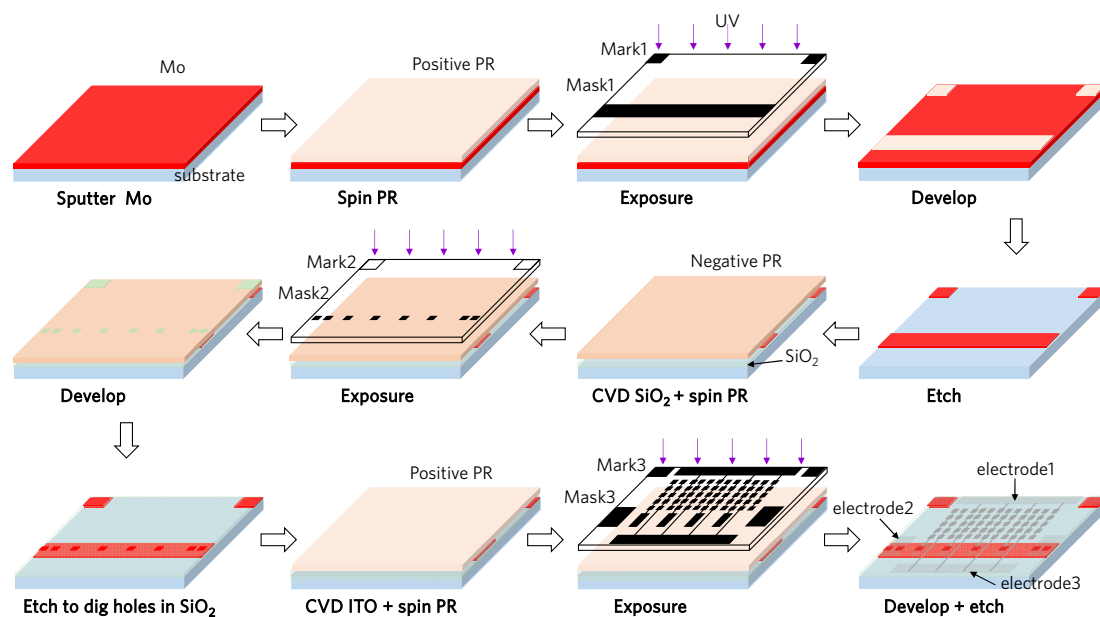 UV
Mo
Positive PR
Mark1
Mask1
substrate
Sputter Mo
Spin PR
Exposure
Develop
Mark2
Mask2
Negative PR
SiO₂
Develop
Exposure
CVD SiO₂ + spin PR
Etch
Positive PR
Mark3
Mask3
electrode1
electrode2
electrode3
Etch to dig holes in SiO₂
CVD ITO + spin PR
Exposure
Develop + etch